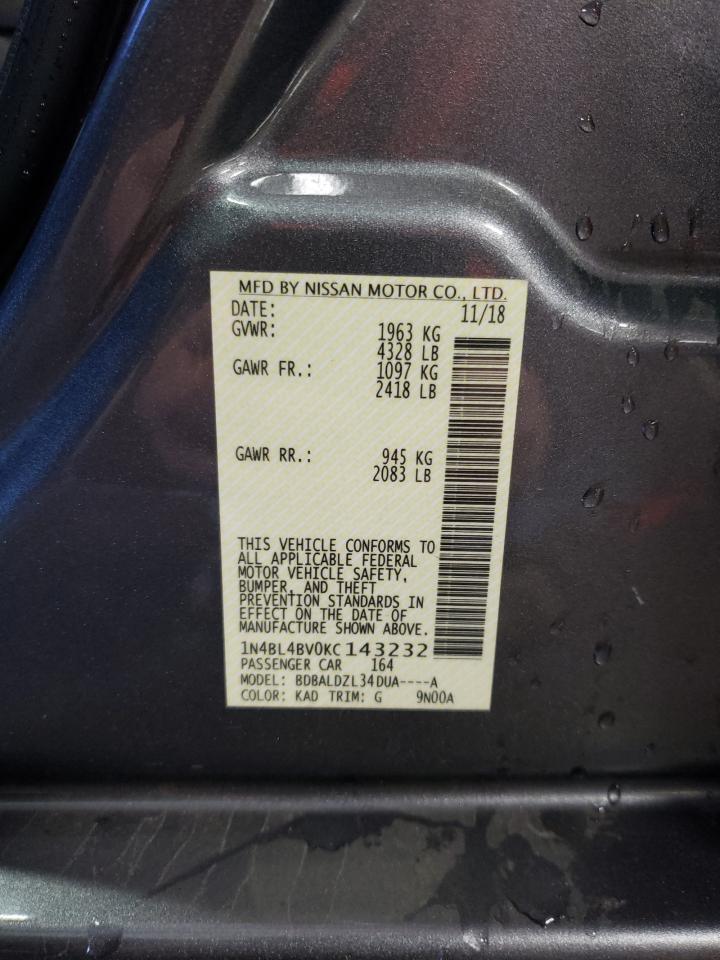 MFD BY NISSAN MOTOR CO., LTD.
DATE: 11/18
GVWR: 1963 KG
4328 LB
GAWR FR.: 1097 KG
2418 LB
GAWR RR.: 945 KG
2083 LB
THIS VEHICLE CONFORMS TO
ALL APPLICABLE FEDERAL
MOTOR VEHICLE SAFETY,
BUMPER, AND THEFT
PREVENTION STANDARDS IN
EFFECT ON THE DATE OF
MANUFACTURE SHOWN ABOVE.
1N4BL4BV0KC143232
PASSENGER CAR 164
MODEL: BDBALDZL34DUA----A
COLOR: KAD TRIM: G 9N00A